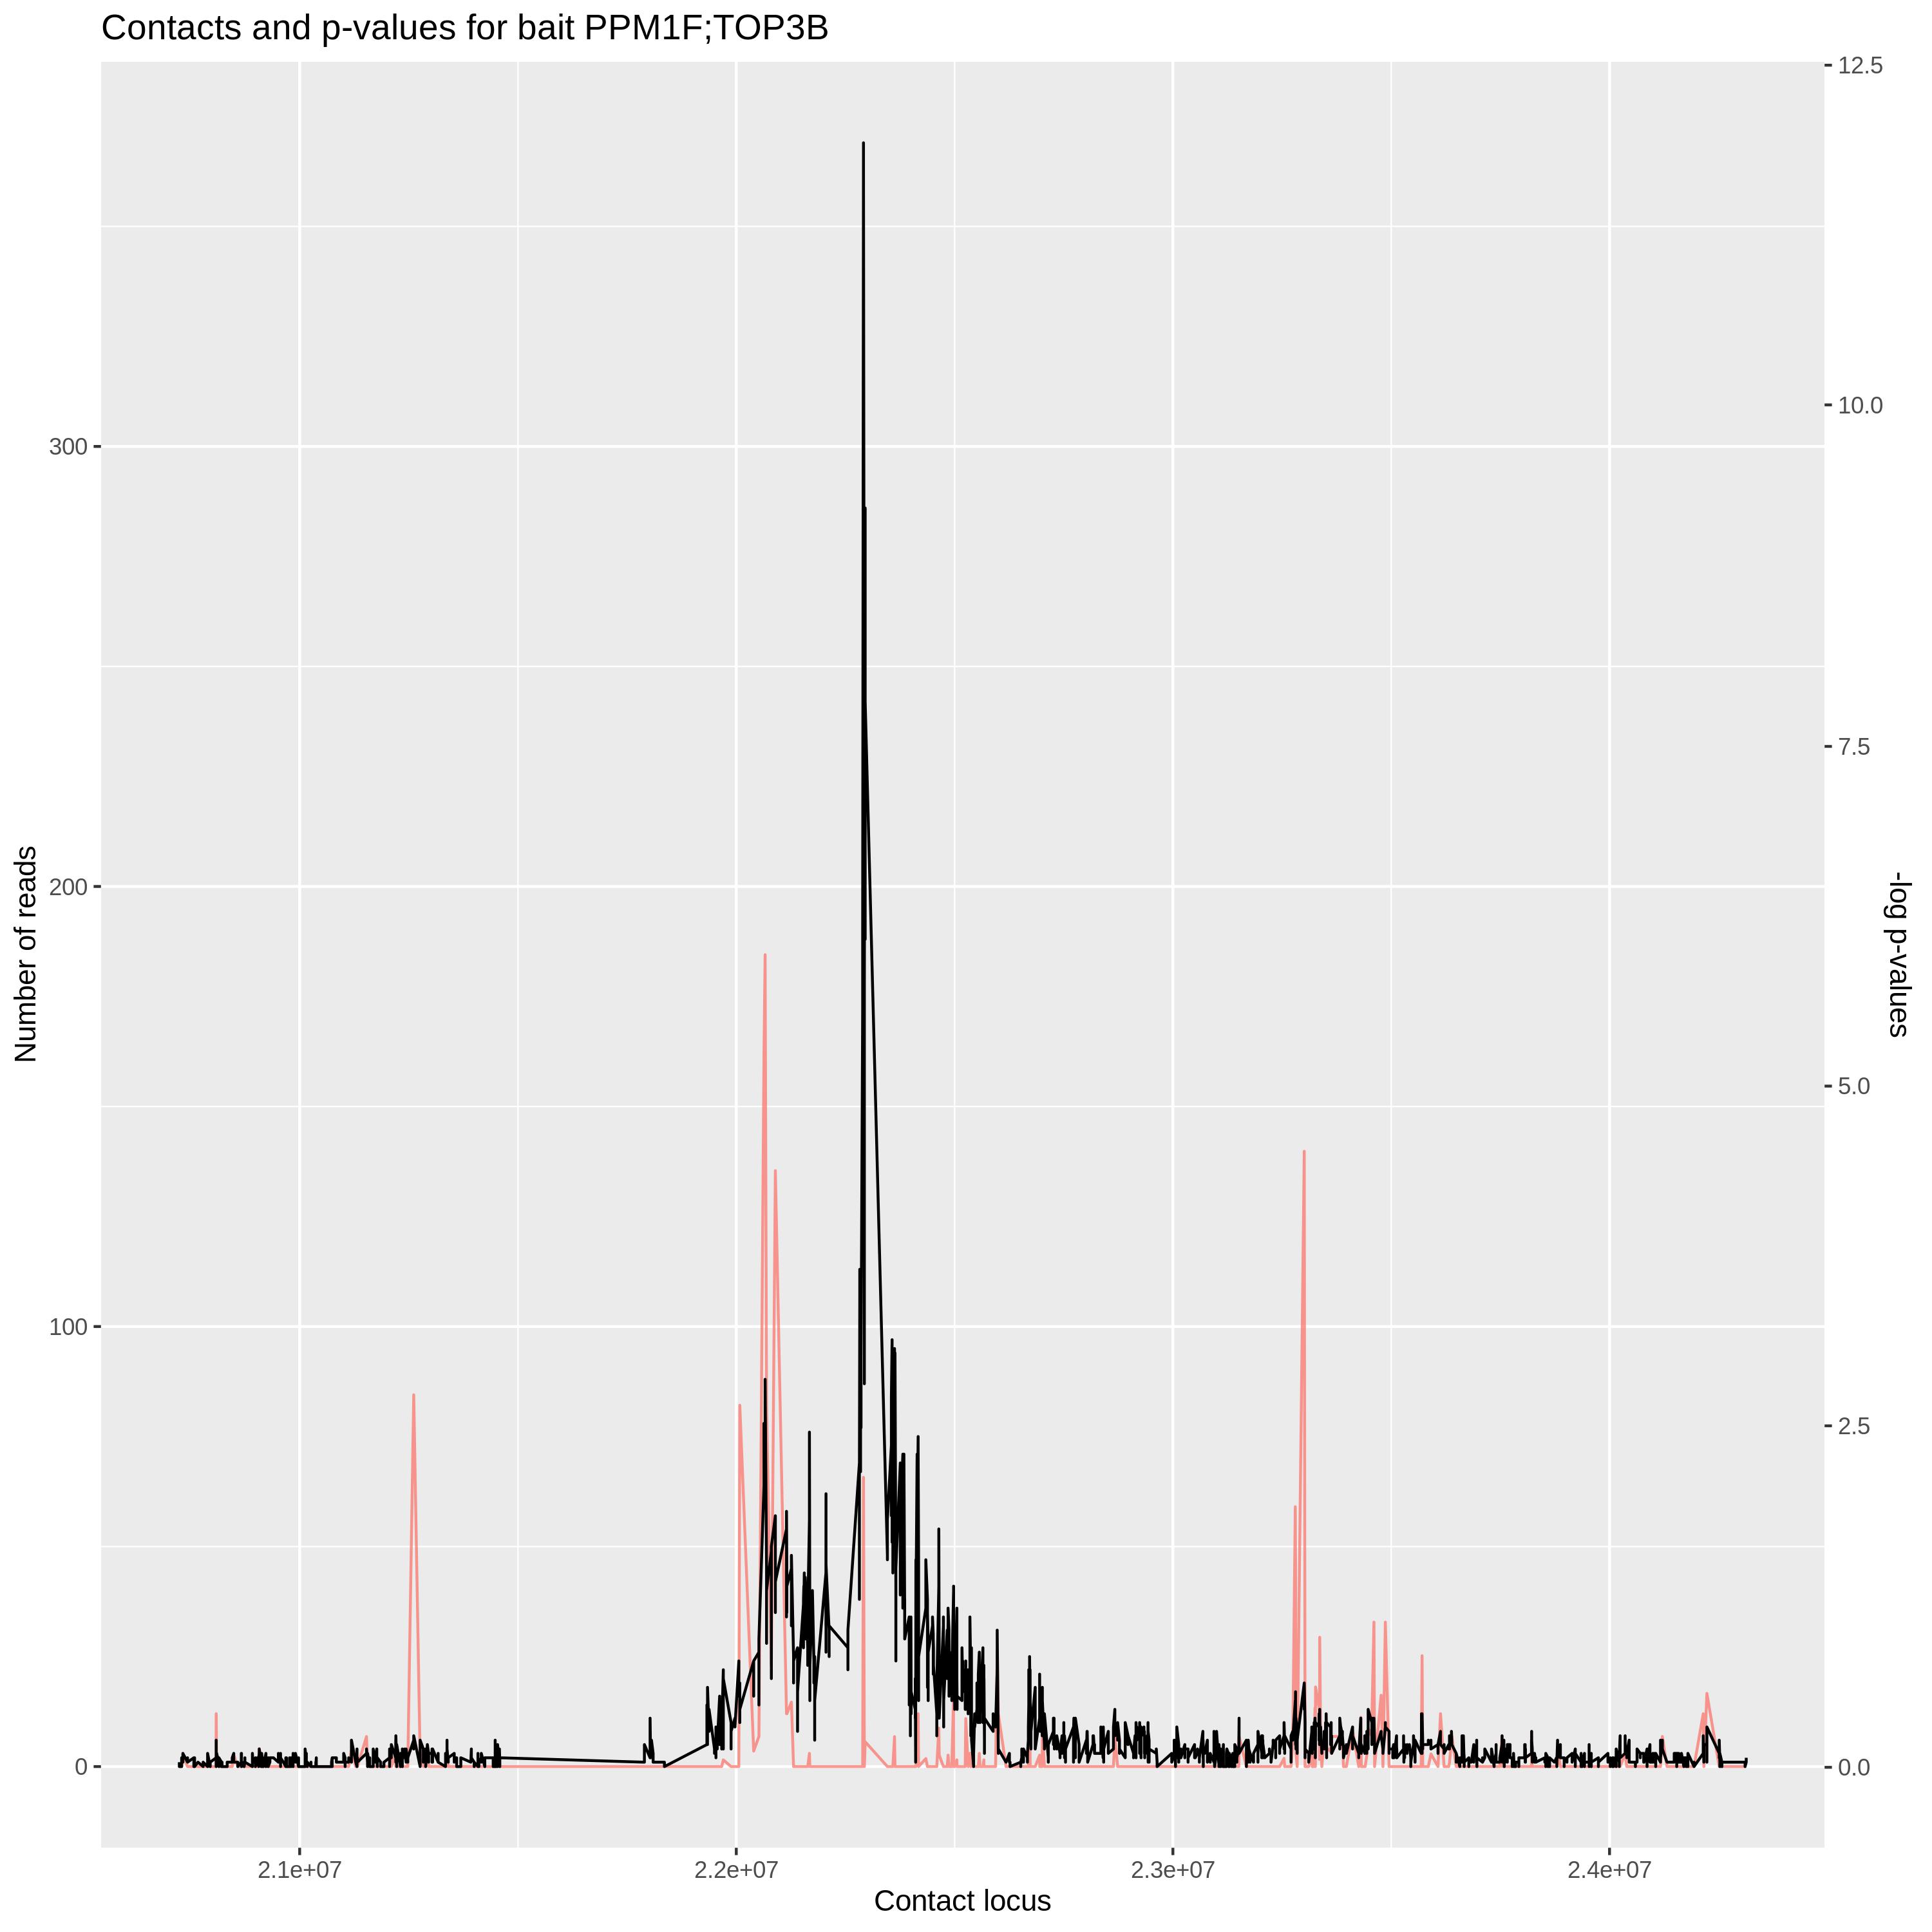 Contacts and p-values for bait PPM1F;TOP3B
12.5
10.0
7.5
5.0
2.5
0.0
-log p-values
300
200
100
0
Number of reads
2.1e+07 2.2e+07 2.3e+07 2.4e+07
Contact locus